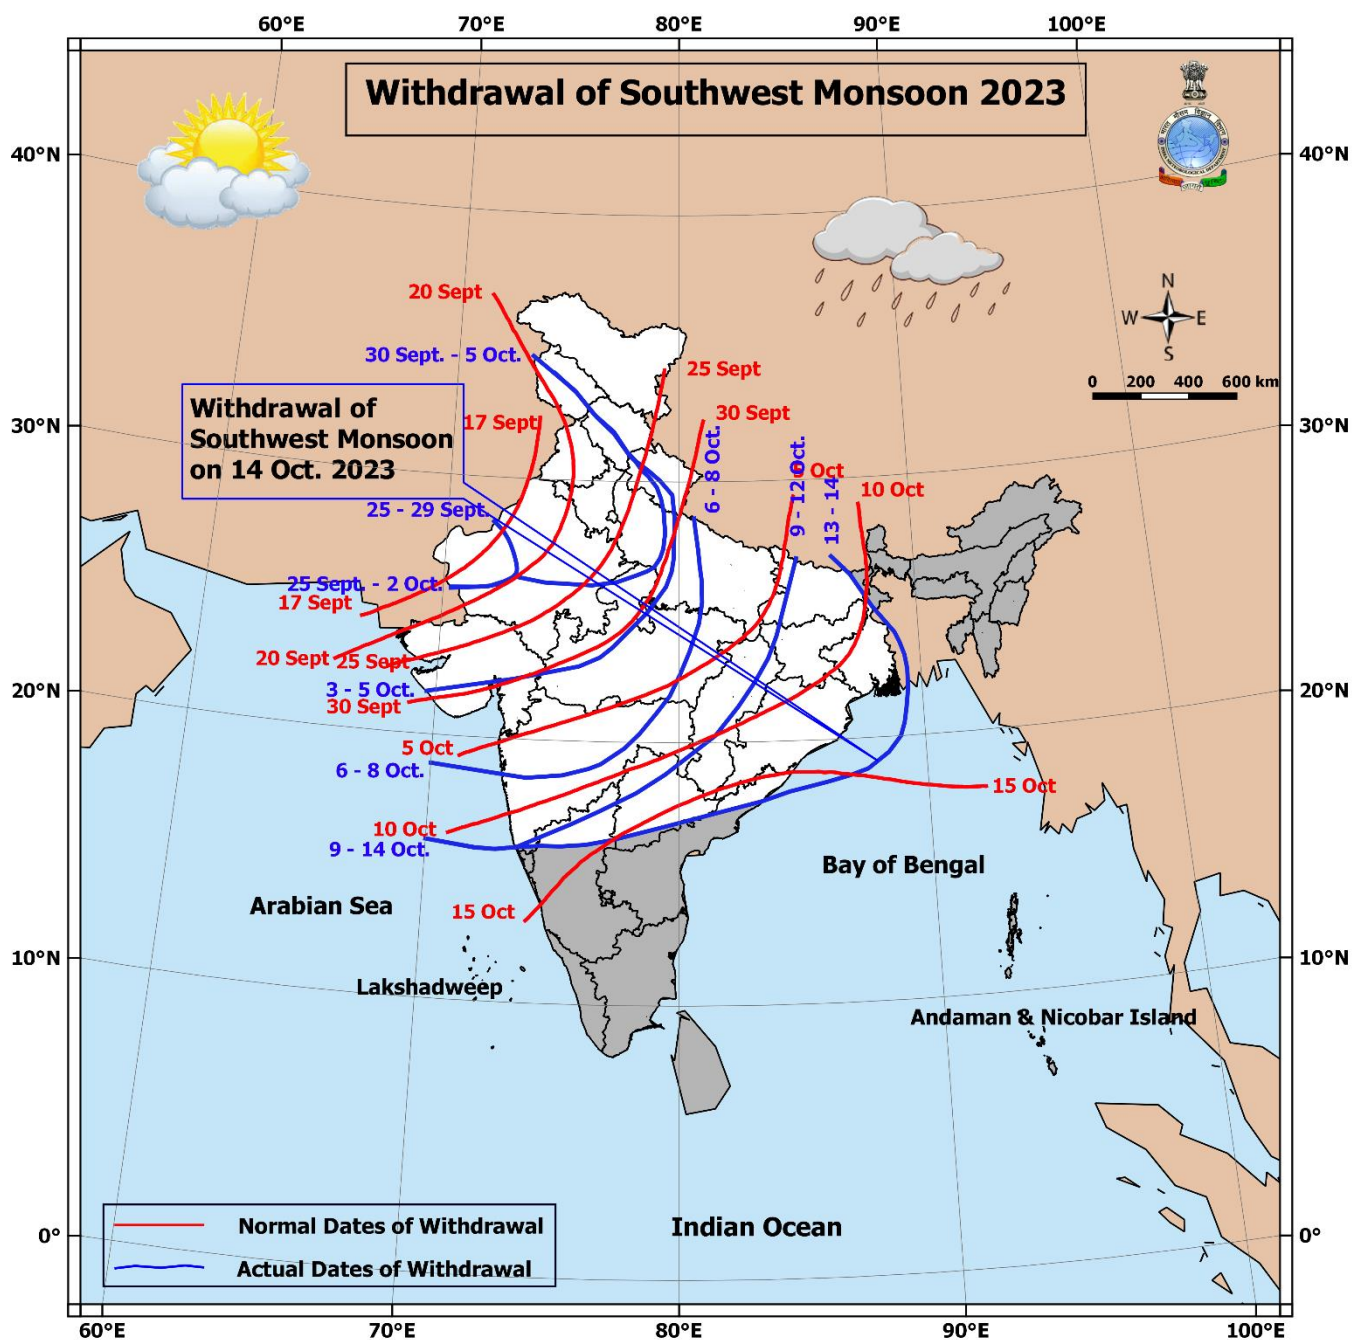 60°E 70°E 80°E 90°E 100°E
Withdrawal of Southwest Monsoon 2023
40°N 40°N
20 Sept
N
W E
S
30 Sept. - 5 Oct.
25 Sept
0 200 400 600 km
Withdrawal of
Southwest Monsoon
on 14 Oct. 2023
30°N 30°N
17 Sept
30 Sept
6 - 8 Oct.
9 - 12 Oct.
Oct
13 - 14
10 Oct
25 - 29 Sept.
25 Sept. - 2 Oct.
17 Sept
20 Sept
25 Sept
20°N 20°N
3 - 5 Oct.
30 Sept
5 Oct
6 - 8 Oct.
15 Oct
10 Oct
9 - 14 Oct.
Bay of Bengal
Arabian Sea
15 Oct
10°N 10°N
Lakshadweep
Andaman & Nicobar Island
Normal Dates of Withdrawal
Indian Ocean
0° 0°
Actual Dates of Withdrawal
60°E 70°E 80°E 90°E 100°E